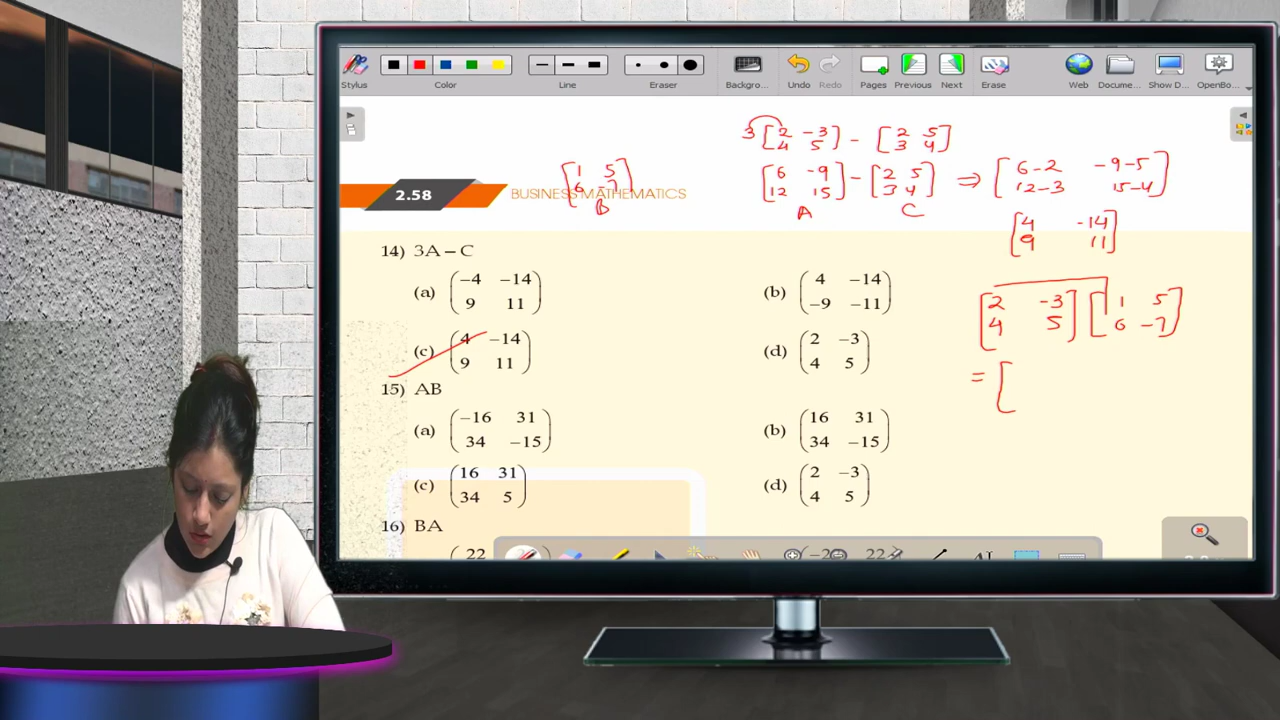 Stylus Color Line Eraser Backgro... Undo Redo Pages Previous Next Erase Web Docume... Show D... OpenBo...
3 [2 -3] - [2 5]
[4 5] [3 4]
[1 5] [6 -9] - [2 5] ⇒ [6-2 -9-5]
[12 15] [3 4] [12-3 15-4]
B A C
2.58 BUSINESS MATHEMATICS
[4 -14]
[9 11]
14) 3A – C
(a) (−4 −14)
(9 11)
(b) (4 −14)
(−9 −11)
[2 -3] [1 5]
[4 5] [6 -7]
= [
(c) (4 −14)
(9 11)
(d) (2 −3)
(4 5)
15) AB
(a) (−16 31)
(34 −15)
(b) (16 31)
(34 −15)
(c) (16 31)
(34 5)
(d) (2 −3)
(4 5)
16) BA
(22
22